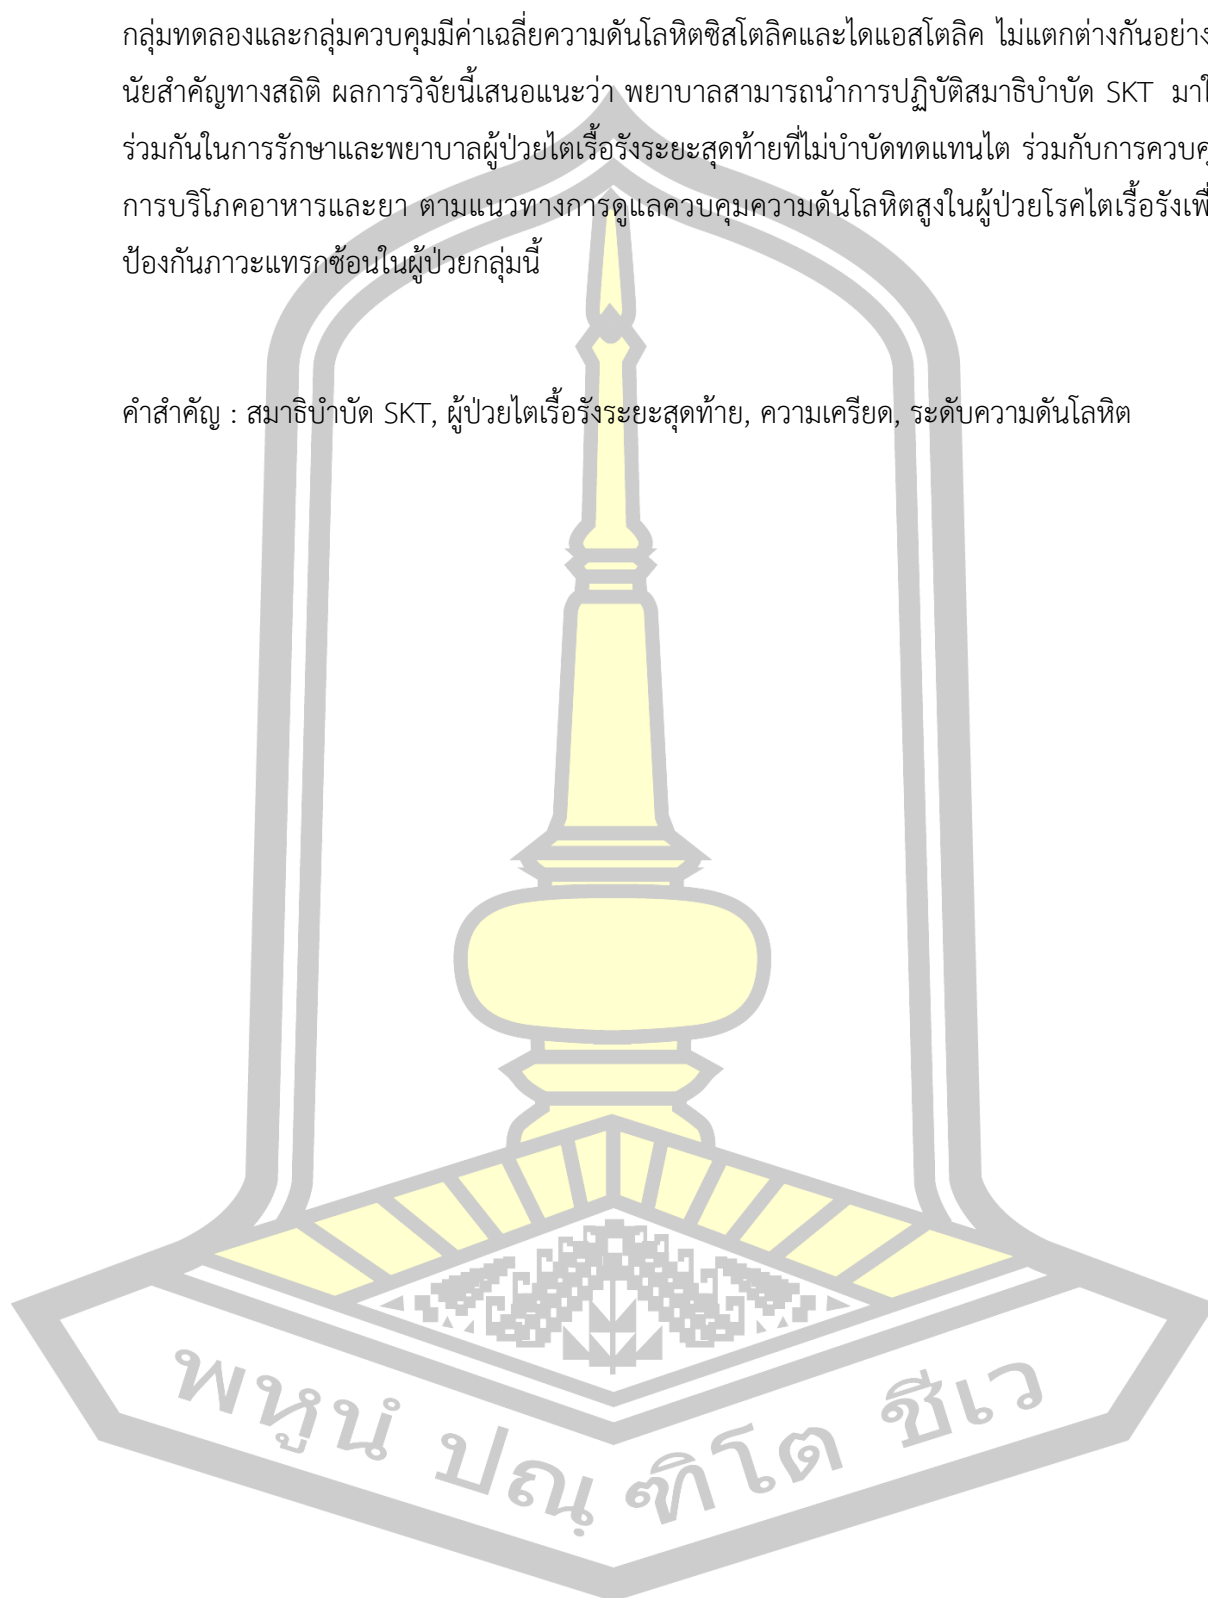 กลุ่มทดลองและกลุ่มควบคุมมีค่าเฉลี่ยความดันโลหิตซิสโตลิคและไดแอสโตลิค ไม่แตกต่างกันอย่าง
นัยสำคัญทางสถิติ ผลการวิจัยนี้เสนอแนะว่า พยาบาลสามารถนำการปฏิบัติสมาธิบำบัด SKT มาใ
ร่วมกันในการรักษาและพยาบาลผู้ป่วยไตเรื้อรังระยะสุดท้ายที่ไม่บำบัดทดแทนไต ร่วมกับการควบคุ
การบริโภคอาหารและยา ตามแนวทางการดูแลควบคุมความดันโลหิตสูงในผู้ป่วยโรคไตเรื้อรังเพื่
ป้องกันภาวะแทรกซ้อนในผู้ป่วยกลุ่มนี้
คำสำคัญ : สมาธิบำบัด SKT, ผู้ป่วยไตเรื้อรังระยะสุดท้าย, ความเครียด, ระดับความดันโลหิต
พหูนํ ปณฺฑิโต ชีเว